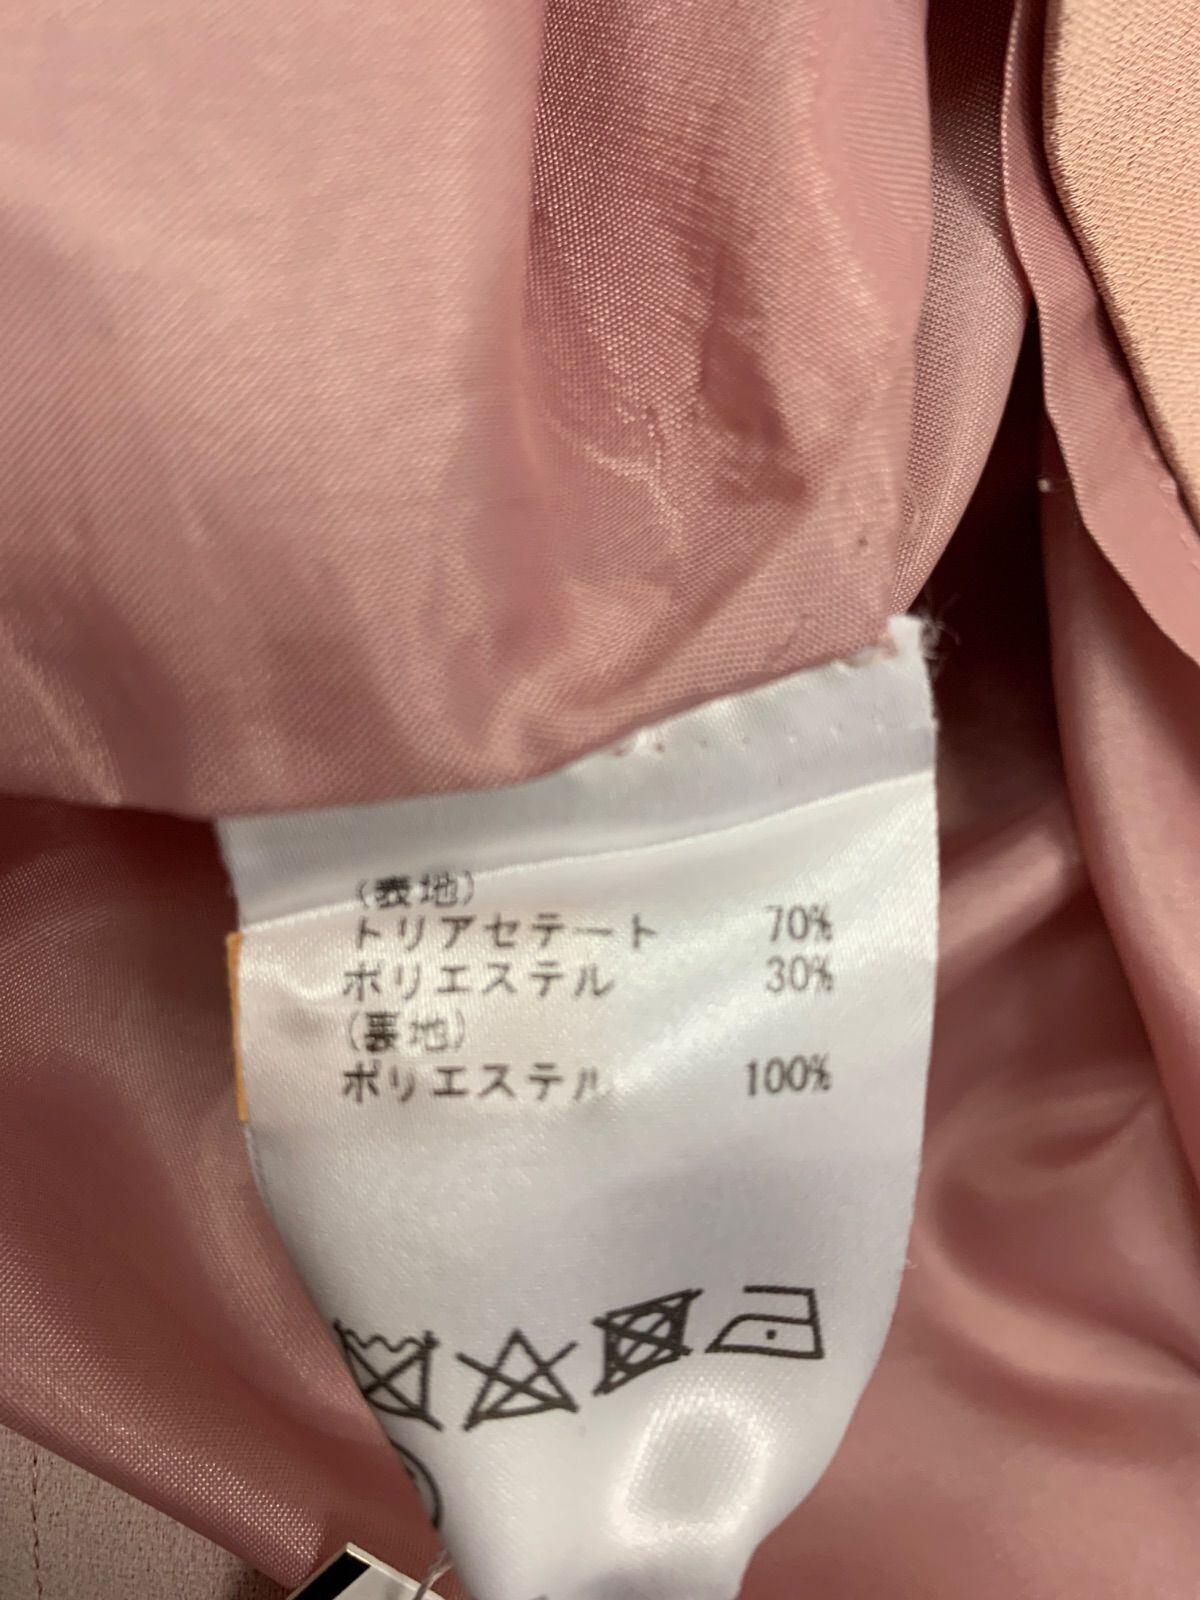 (表地)
トリアセテート 70%
ポリエステル 30%
(裏地)
ポリエステル 100%